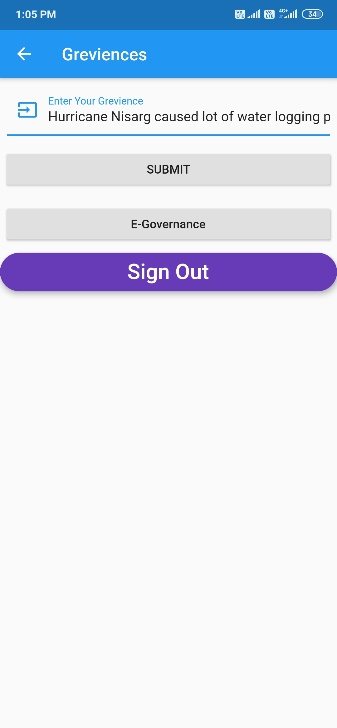 1:05 PM
34
Greviences
Enter Your Grevience
Hurricane Nisarg caused lot of water logging p
SUBMIT
E-Governance
Sign Out